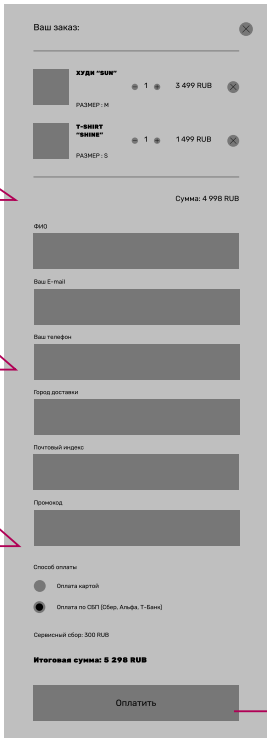 Ваш заказ:
ХУДИ "SUN"
1
3 499 RUB
РАЗМЕР: M
T-SHIRT
"SHINE"
1
1 499 RUB
РАЗМЕР: S
Сумма: 4 998 RUB
ФИО
Ваш E-mail
Ваш телефон
Город доставки
Почтовый индекс
Промокод
Способ оплаты
Оплата картой
Оплата по СБП (Сбер, Альфа, Т-Банк)
Сервисный сбор: 300 RUB
Итоговая сумма: 5 298 RUB
Оплатить